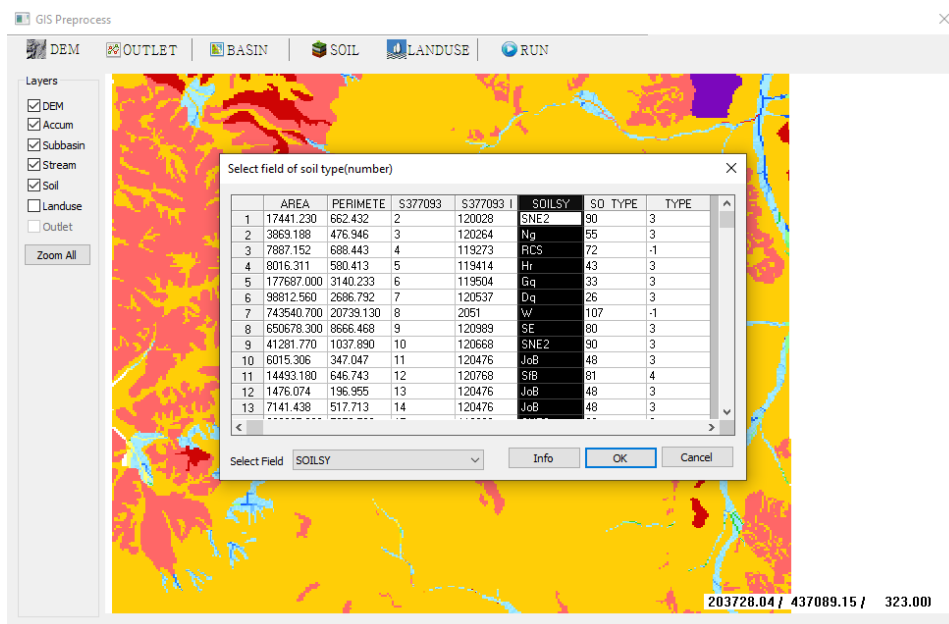 GIS Preprocess
DEM OUTLET BASIN SOIL LANDUSE RUN
Layers
DEM
Accum
Subbasin
Stream
Soil
Landuse
Outlet
Zoom All
Select field of soil type(number)
AREA PERIMETE S377093 S377093 I SOILSY SO TYPE TYPE
1 17441.230 662.432 2 120028 SNE2 90 3
2 3869.188 476.946 3 120264 Ng 55 3
3 7887.152 688.443 4 119273 RCS 72 -1
4 8016.311 580.413 5 119414 Hr 43 3
5 177687.000 3140.233 6 119504 Gq 33 3
6 98812.560 2686.792 7 120537 Dq 26 3
7 743540.700 20739.130 8 2051 W 107 -1
8 650678.300 8666.468 9 120989 SE 80 3
9 41281.770 1037.890 10 120668 SNE2 90 3
10 6015.306 347.047 11 120476 JoB 48 3
11 14493.180 646.743 12 120768 SfB 81 4
12 1476.074 196.955 13 120476 JoB 48 3
13 7141.438 517.713 14 120476 JoB 48 3
Select Field SOILSY Info OK Cancel
203728.04 / 437089.15 / 323.00)